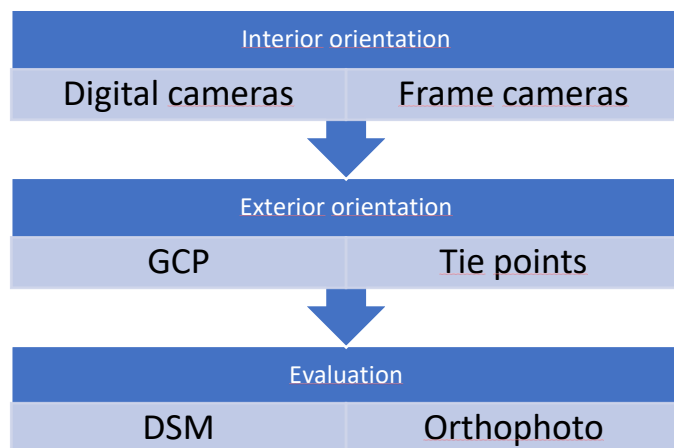 Interior orientation
Digital cameras
Frame cameras
Exterior orientation
GCP
Tie points
Evaluation
DSM
Orthophoto